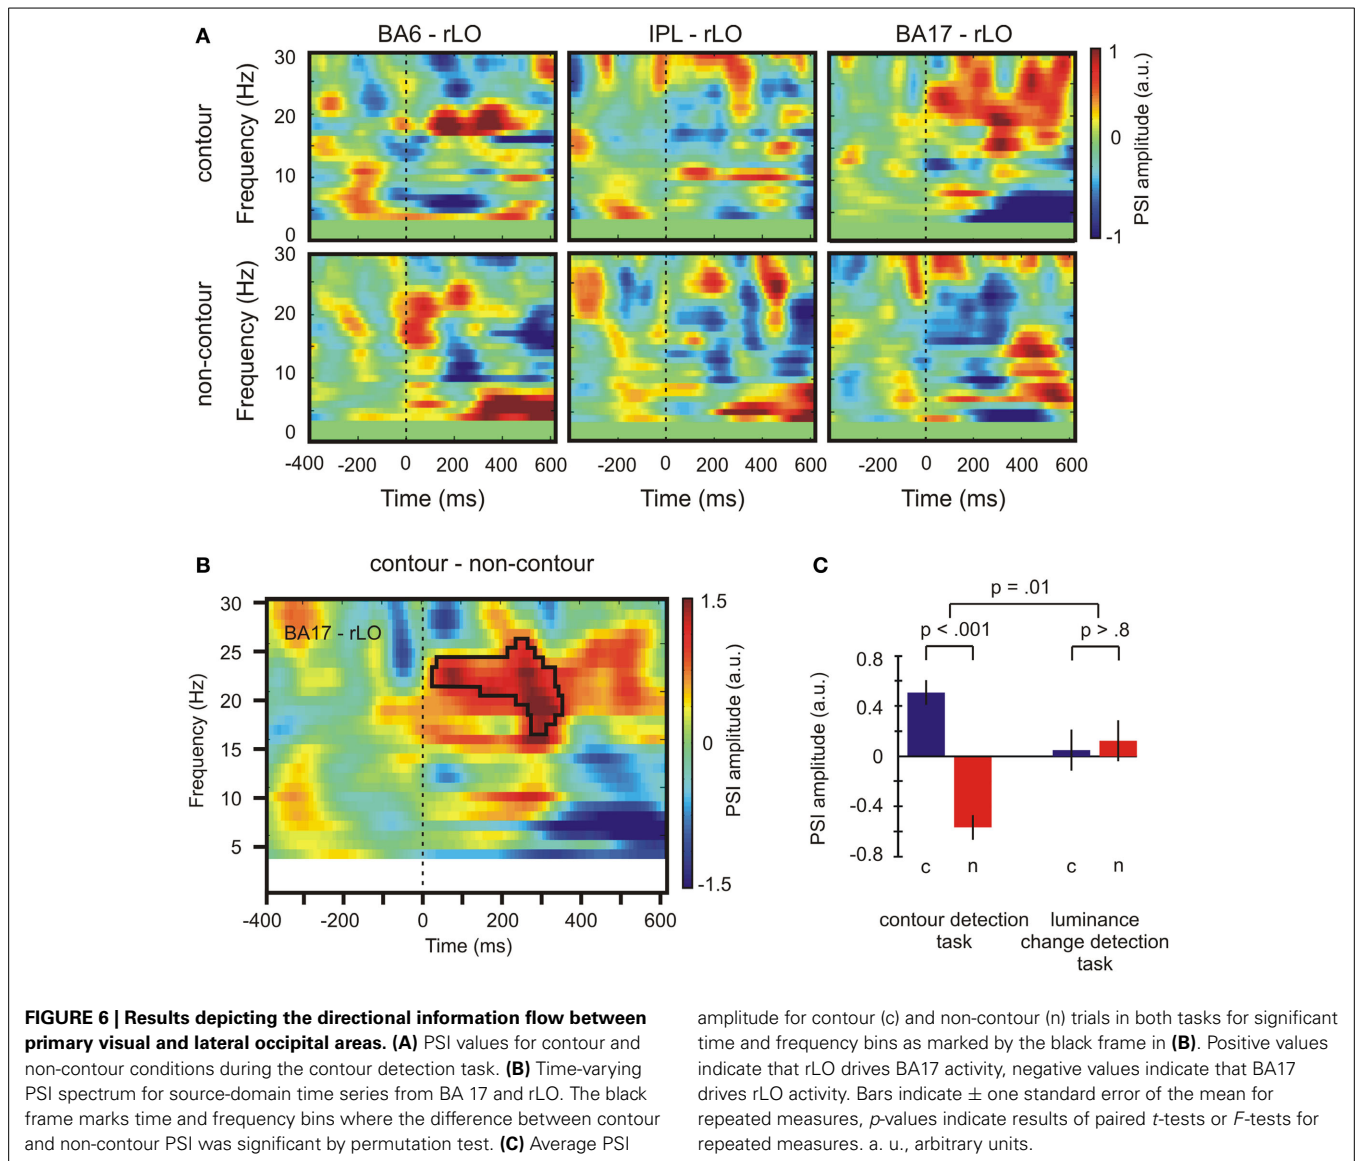 A
BA6 - rLO
IPL - rLO
BA17 - rLO
contour
Frequency (Hz)
30
20
10
0
1
0
-1
PSI amplitude (a.u.)
non-contour
Frequency (Hz)
30
20
10
0
-400 -200 0 200 400 600
-200 0 200 400 600
-200 0 200 400 600
Time (ms)
Time (ms)
Time (ms)
B
contour - non-contour
BA17 - rLO
Frequency (Hz)
30
25
20
15
10
5
-400 -200 0 200 400 600
Time (ms)
1.5
0
-1.5
PSI amplitude (a.u.)
C
p = .01
p < .001
p > .8
PSI amplitude (a.u.)
0.8
0.4
0
-0.4
-0.8
c n c n
contour detection
task
luminance
change detection
task
FIGURE 6 | Results depicting the directional information flow between
primary visual and lateral occipital areas. (A) PSI values for contour and
non-contour conditions during the contour detection task. (B) Time-varying
PSI spectrum for source-domain time series from BA 17 and rLO. The black
frame marks time and frequency bins where the difference between contour
and non-contour PSI was significant by permutation test. (C) Average PSI
amplitude for contour (c) and non-contour (n) trials in both tasks for significant
time and frequency bins as marked by the black frame in (B). Positive values
indicate that rLO drives BA17 activity, negative values indicate that BA17
drives rLO activity. Bars indicate ± one standard error of the mean for
repeated measures, p-values indicate results of paired t-tests or F-tests for
repeated measures. a. u., arbitrary units.